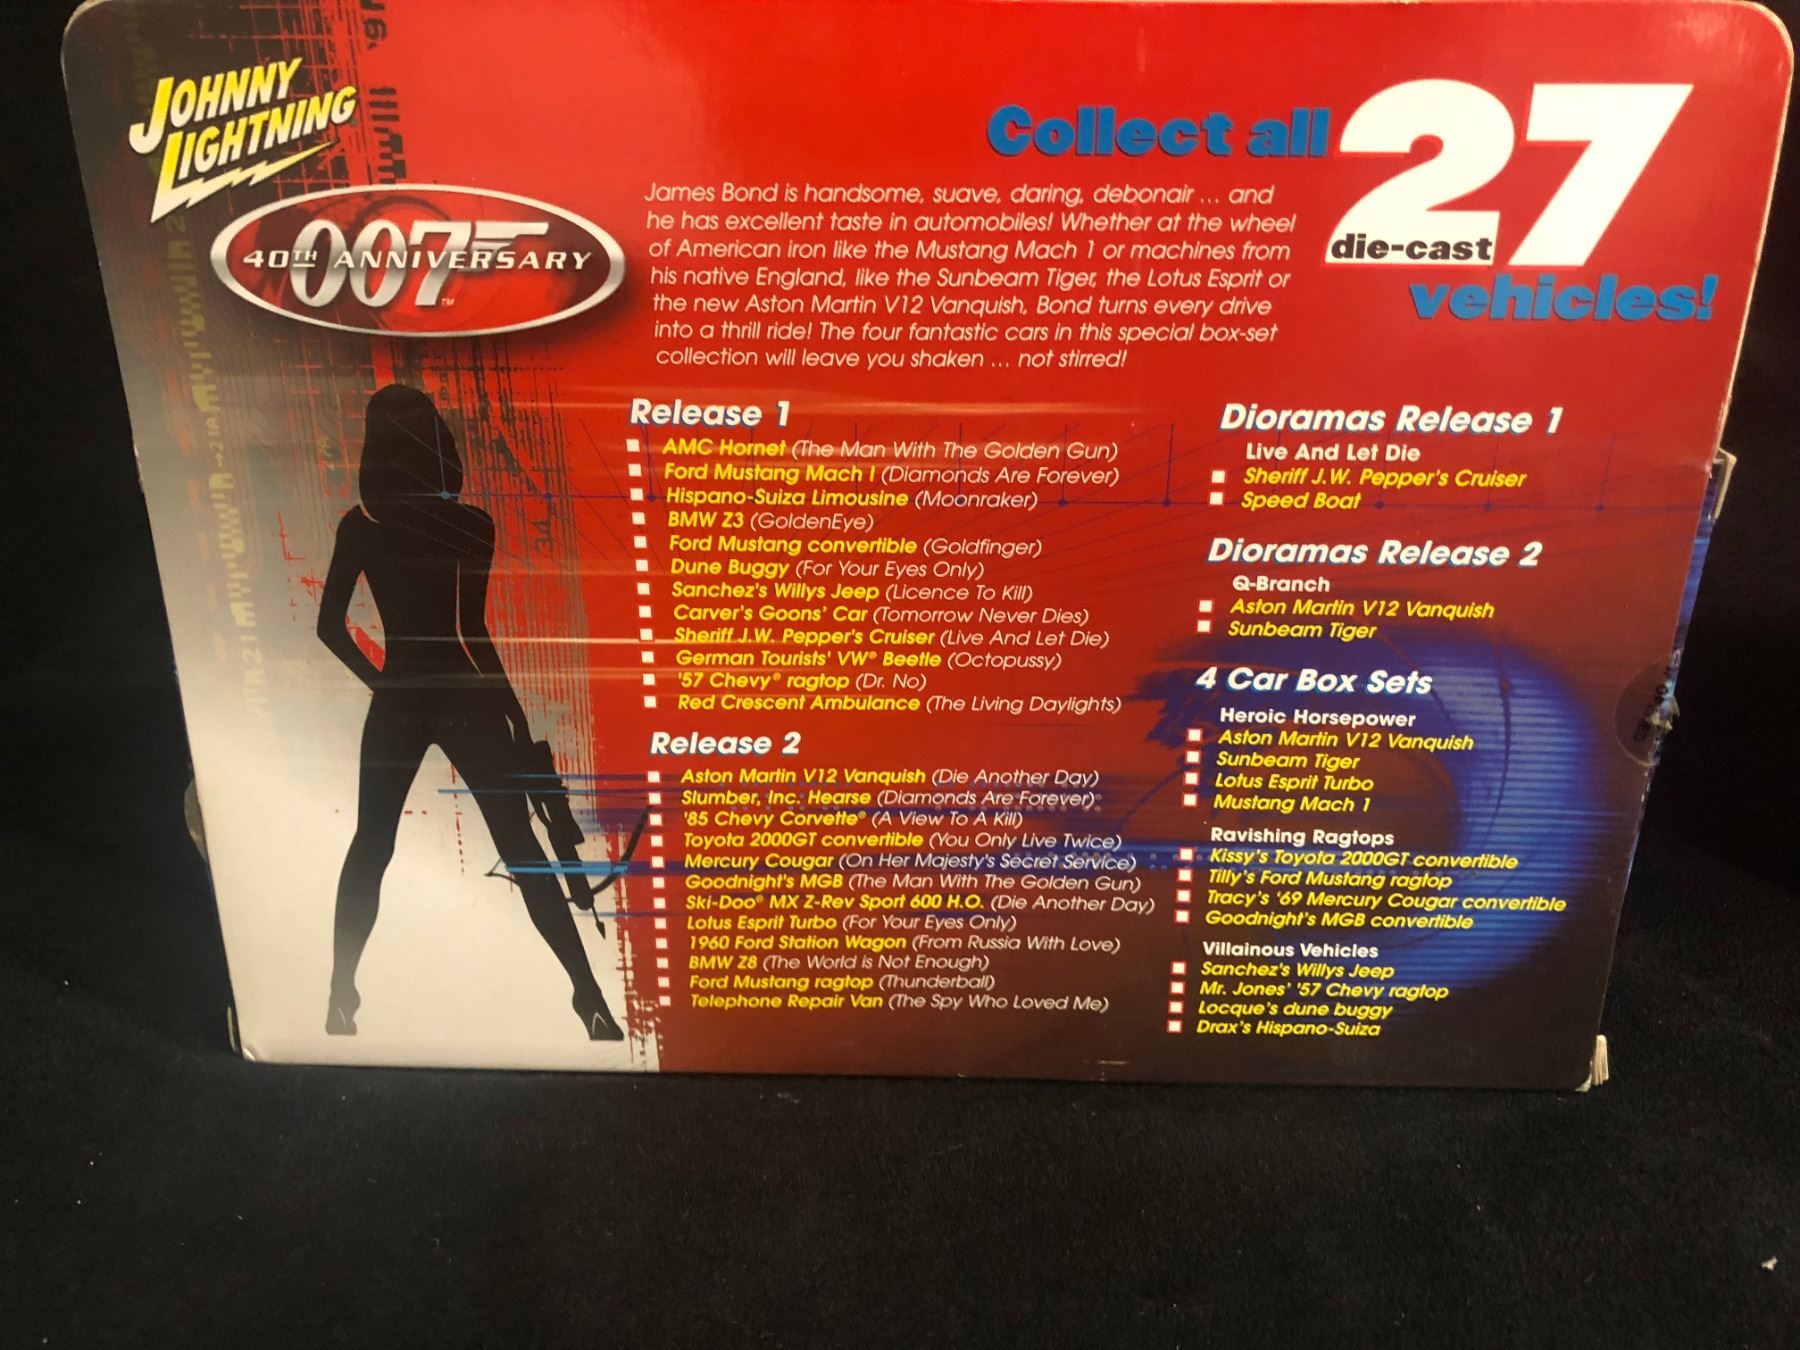 JOHNNY
LIGHTNING
007
40TH ANNIVERSARY
TM
Collect all
27
die-cast
vehicles!
James Bond is handsome, suave, daring, debonair ... and
he has excellent taste in automobiles! Whether at the wheel
of American iron like the Mustang Mach 1 or machines from
his native England, like the Sunbeam Tiger, the Lotus Esprit or
the new Aston Martin V12 Vanquish, Bond turns every drive
into a thrill ride! The four fantastic cars in this special box-set
collection will leave you shaken ... not stirred!
Release 1
AMC Hornet (The Man With The Golden Gun)
Ford Mustang Mach I (Diamonds Are Forever)
Hispano-Suiza Limousine (Moonraker)
BMW Z3 (GoldenEye)
Ford Mustang convertible (Goldfinger)
Dune Buggy (For Your Eyes Only)
Sanchez's Willys Jeep (Licence To Kill)
Carver's Goons' Car (Tomorrow Never Dies)
Sheriff J.W. Pepper's Cruiser (Live And Let Die)
German Tourists' VW® Beetle (Octopussy)
'57 Chevy® ragtop (Dr. No)
Red Crescent Ambulance (The Living Daylights)
Release 2
Aston Martin V12 Vanquish (Die Another Day)
Slumber, Inc. Hearse (Diamonds Are Forever)
'85 Chevy Corvette® (A View To A Kill)
Toyota 2000GT convertible (You Only Live Twice)
Mercury Cougar (On Her Majesty's Secret Service)
Goodnight's MGB (The Man With The Golden Gun)
Ski-Doo® MX Z-Rev Sport 600 H.O. (Die Another Day)
Lotus Esprit Turbo (For Your Eyes Only)
1960 Ford Station Wagon (From Russia With Love)
BMW Z8 (The World is Not Enough)
Ford Mustang ragtop (Thunderball)
Telephone Repair Van (The Spy Who Loved Me)
Dioramas Release 1
Live And Let Die
Sheriff J.W. Pepper's Cruiser
Speed Boat
Dioramas Release 2
Q-Branch
Aston Martin V12 Vanquish
Sunbeam Tiger
4 Car Box Sets
Heroic Horsepower
Aston Martin V12 Vanquish
Sunbeam Tiger
Lotus Esprit Turbo
Mustang Mach 1
Ravishing Ragtops
Kissy's Toyota 2000GT convertible
Tilly's Ford Mustang ragtop
Tracy's '69 Mercury Cougar convertible
Goodnight's MGB convertible
Villainous Vehicles
Sanchez's Willys Jeep
Mr. Jones' '57 Chevy ragtop
Locque's dune buggy
Drax's Hispano-Suiza